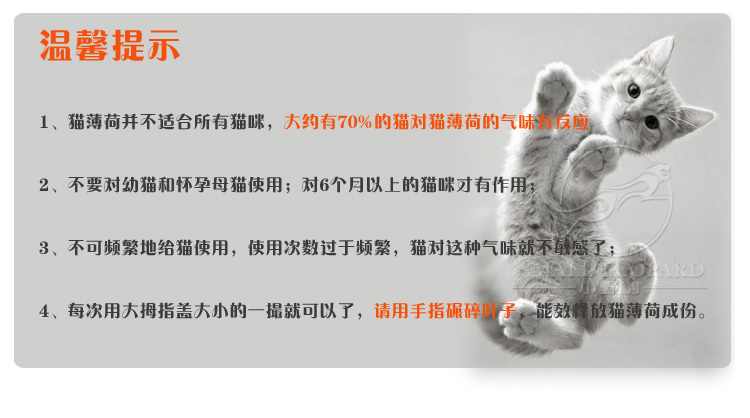 温馨提示
1、猫薄荷并不适合所有猫咪，大约有70%的猫对猫薄荷的气味有反应
2、不要对幼猫和怀孕母猫使用；对6个月以上的猫咪才有作用；
3、不可频繁地给猫使用，使用次数过于频繁，猫对这种气味就不敏感了；
4、每次用大拇指盖大小的一撮就可以了，请用手指碾碎叶子，能效释放猫薄荷成份。